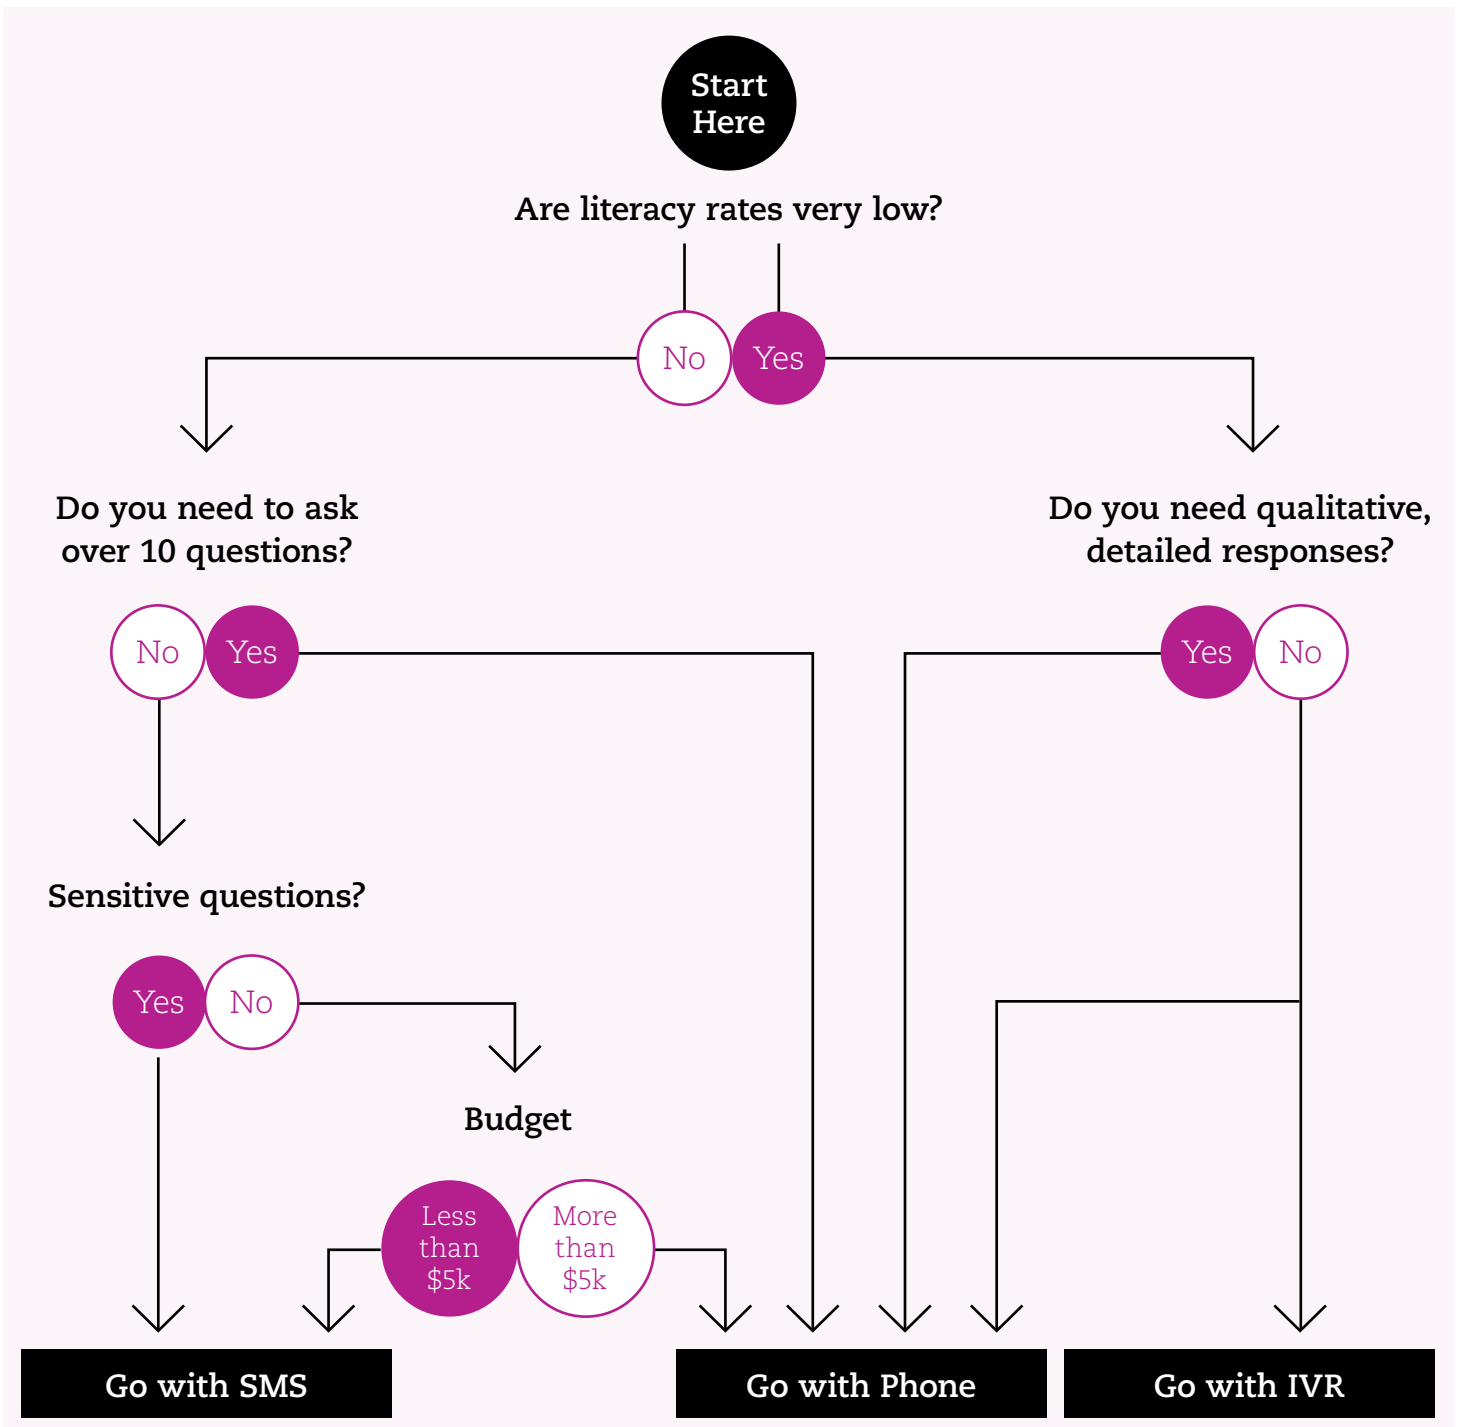 Start
Here
Are literacy rates very low?
No
Yes
Do you need to ask
over 10 questions?
Do you need qualitative,
detailed responses?
No
Yes
Yes
No
Sensitive questions?
Yes
No
Budget
Less
than
$5k
More
than
$5k
Go with SMS
Go with Phone
Go with IVR